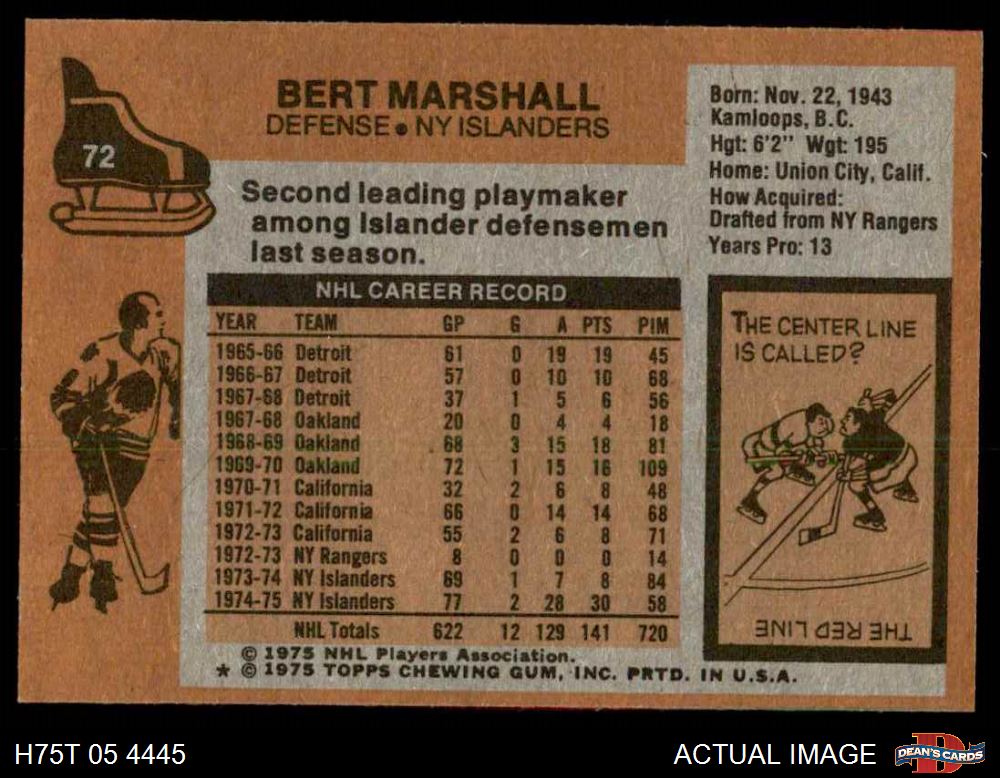 72
BERT MARSHALL
DEFENSE • NY ISLANDERS
Second leading playmaker
among Islander defensemen
last season.
Born: Nov. 22, 1943
Kamloops, B.C.
Hgt: 6'2" Wgt: 195
Home: Union City, Calif.
How Acquired:
Drafted from NY Rangers
Years Pro: 13
NHL CAREER RECORD
YEAR TEAM GP G A PTS PIM
1965-66 Detroit 61 0 19 19 45
1966-67 Detroit 57 0 10 10 68
1967-68 Detroit 37 1 5 6 56
1967-68 Oakland 20 0 4 4 18
1968-69 Oakland 68 3 15 18 81
1969-70 Oakland 72 1 15 16 109
1970-71 California 32 2 6 8 48
1971-72 California 66 0 14 14 68
1972-73 California 55 2 6 8 71
1972-73 NY Rangers 8 0 0 0 14
1973-74 NY Islanders 69 1 7 8 84
1974-75 NY Islanders 77 2 28 30 58
NHL Totals 622 12 129 141 720
© 1975 NHL Players Association.
* © 1975 TOPPS CHEWING GUM, INC. PRTD. IN U.S.A.
THE CENTER LINE
IS CALLED?
THE RED LINE
H75T 05 4445
ACTUAL IMAGE
DEAN'S CARDS